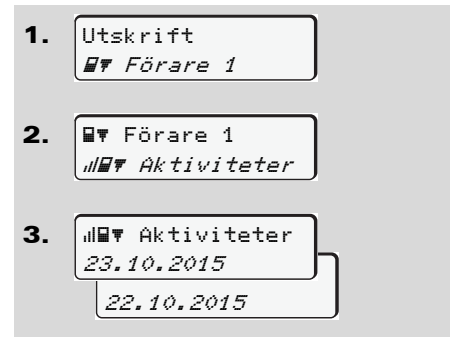 1.
Utskrift
Förare 1
2.
Förare 1
Aktiviteter
3.
Aktiviteter
23.10.2015
22.10.2015